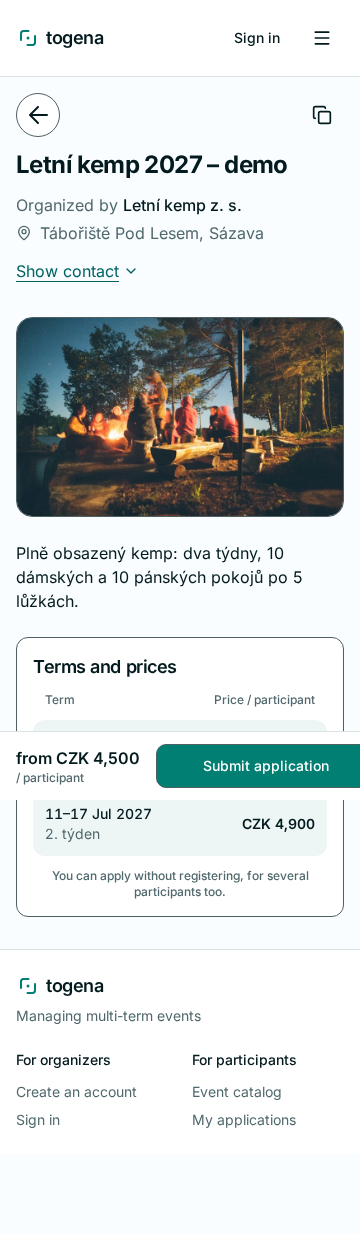 togena
Sign in
Letní kemp 2027 – demo
Organized by Letní kemp z. s.
Tábořiště Pod Lesem, Sázava
Show contact
Plně obsazený kemp: dva týdny, 10
dámských a 10 pánských pokojů po 5
lůžkách.
Terms and prices
Term Price / participant
from CZK 4,500
/ participant
Submit application
11–17 Jul 2027
2. týden
CZK 4,900
You can apply without registering, for several
participants too.
togena
Managing multi-term events
For organizers
Create an account
Sign in
For participants
Event catalog
My applications